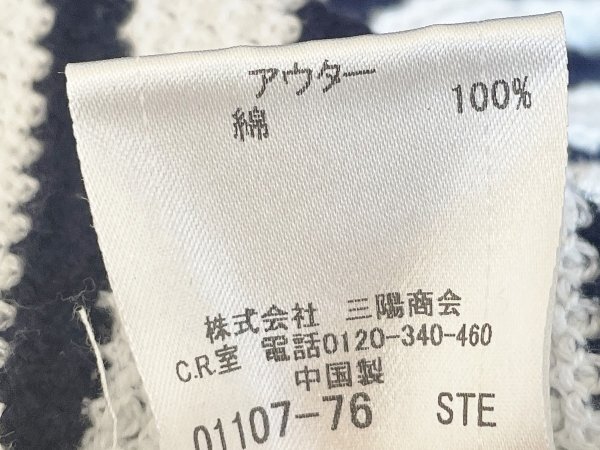 アウター
綿 100%
株式会社 三陽商会
C.R室 電話0120-340-460
中国製
01107-76 STE